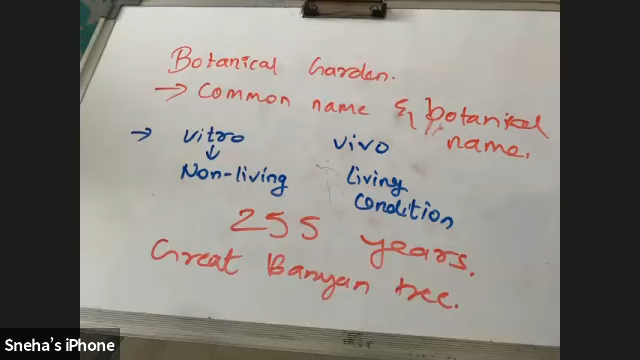 Botanical Garden.
→ Common name & botanical name.
→ Vitro Vivo
↓
Non-living Living Condition
255 years.
Great Banyan tree.
Sneha's iPhone